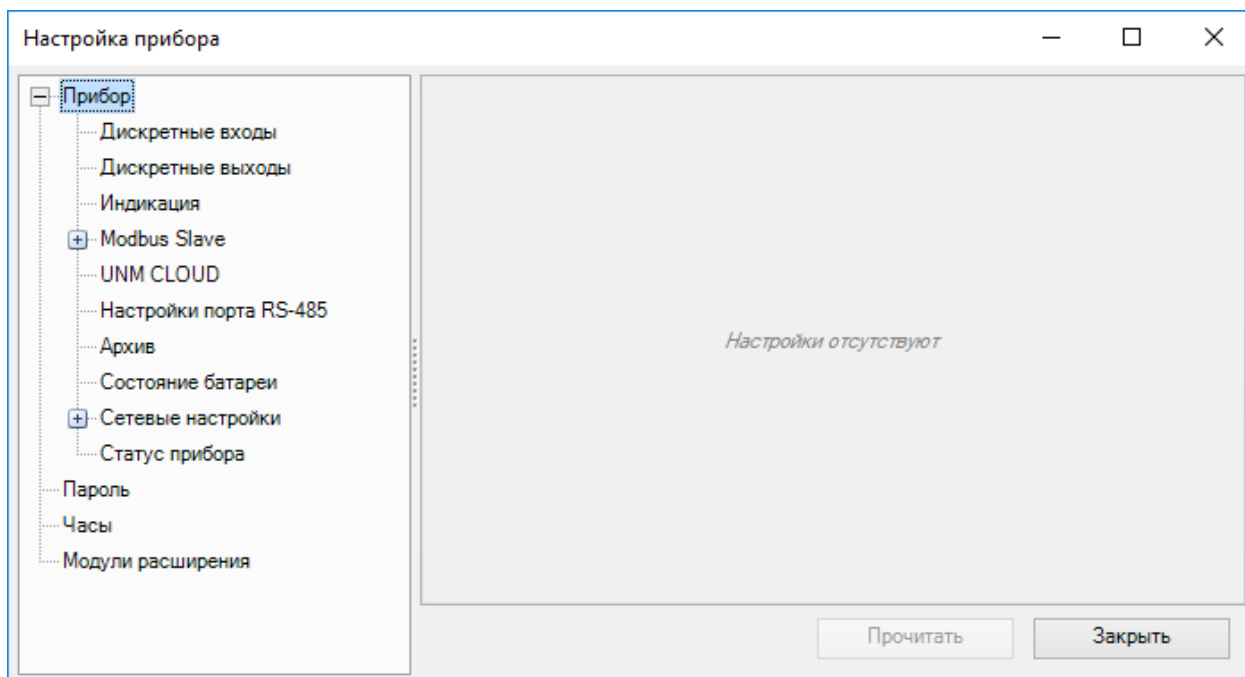 Настройка прибора
Прибор
Дискретные входы
Дискретные выходы
Индикация
Modbus Slave
UNM CLOUD
Настройки порта RS-485
Архив
Состояние батареи
Сетевые настройки
Статус прибора
Пароль
Часы
Модули расширения
Настройки отсутствуют
Прочитать
Закрыть